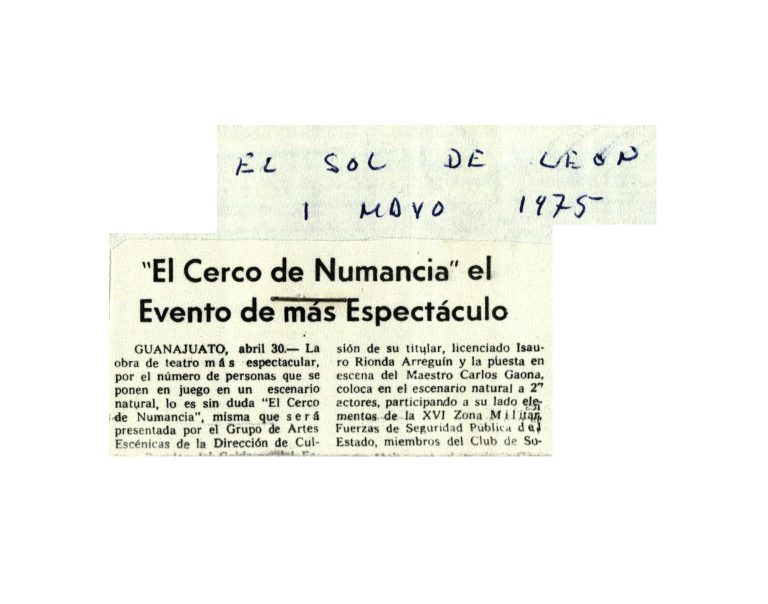 EL SOL DE LEON
1 MAYO 1975
"El Cerco de Numancia" el
Evento de más Espectáculo
GUANAJUATO, abril 30.— La
obra de teatro más espectacular,
por el número de personas que se
ponen en juego en un escenario
natural, lo es sin duda "El Cerco
de Numancia", misma que será
presentada por el Grupo de Artes
Escénicas de la Dirección de Cul-
sión de su titular, licenciado Isau-
ro Rionda Arreguín y la puesta en
escena del Maestro Carlos Gaona,
coloca en el escenario natural a 27
actores, participando a su lado ele-
mentos de la XVI Zona Militar,
Fuerzas de Seguridad Pública del
Estado, miembros del Club de So-